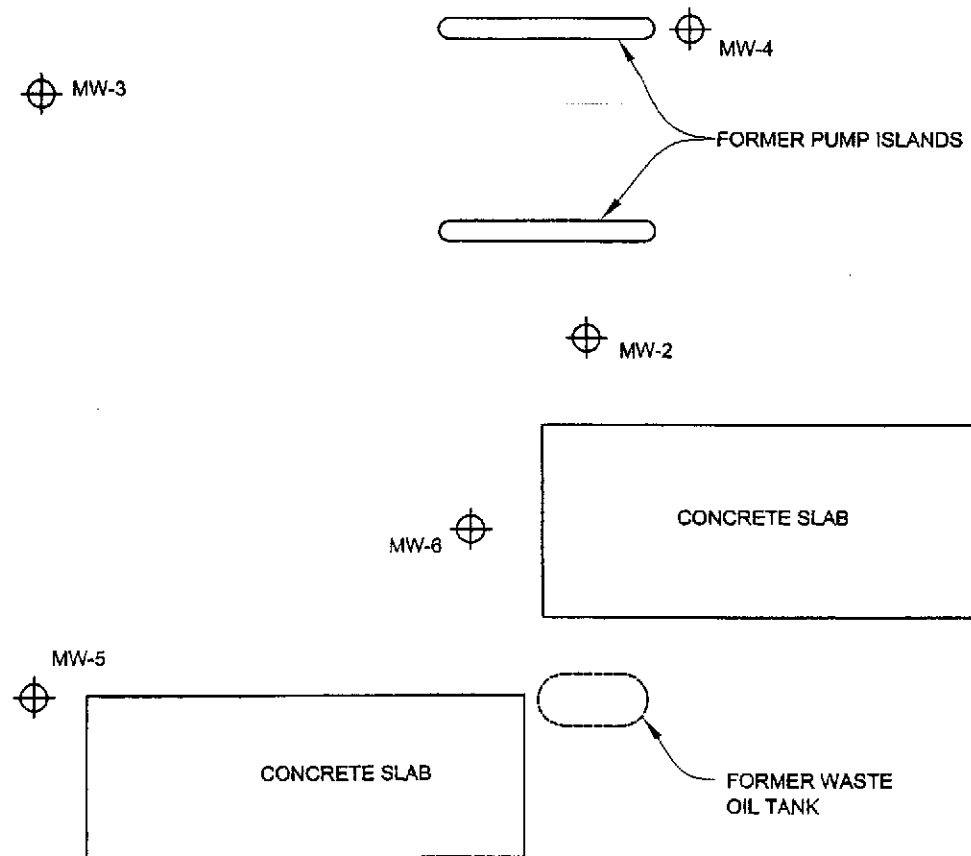 MW-4
MW-3
FORMER PUMP ISLANDS
MW-2
CONCRETE SLAB
MW-6
MW-5
CONCRETE SLAB
FORMER WASTE
OIL TANK